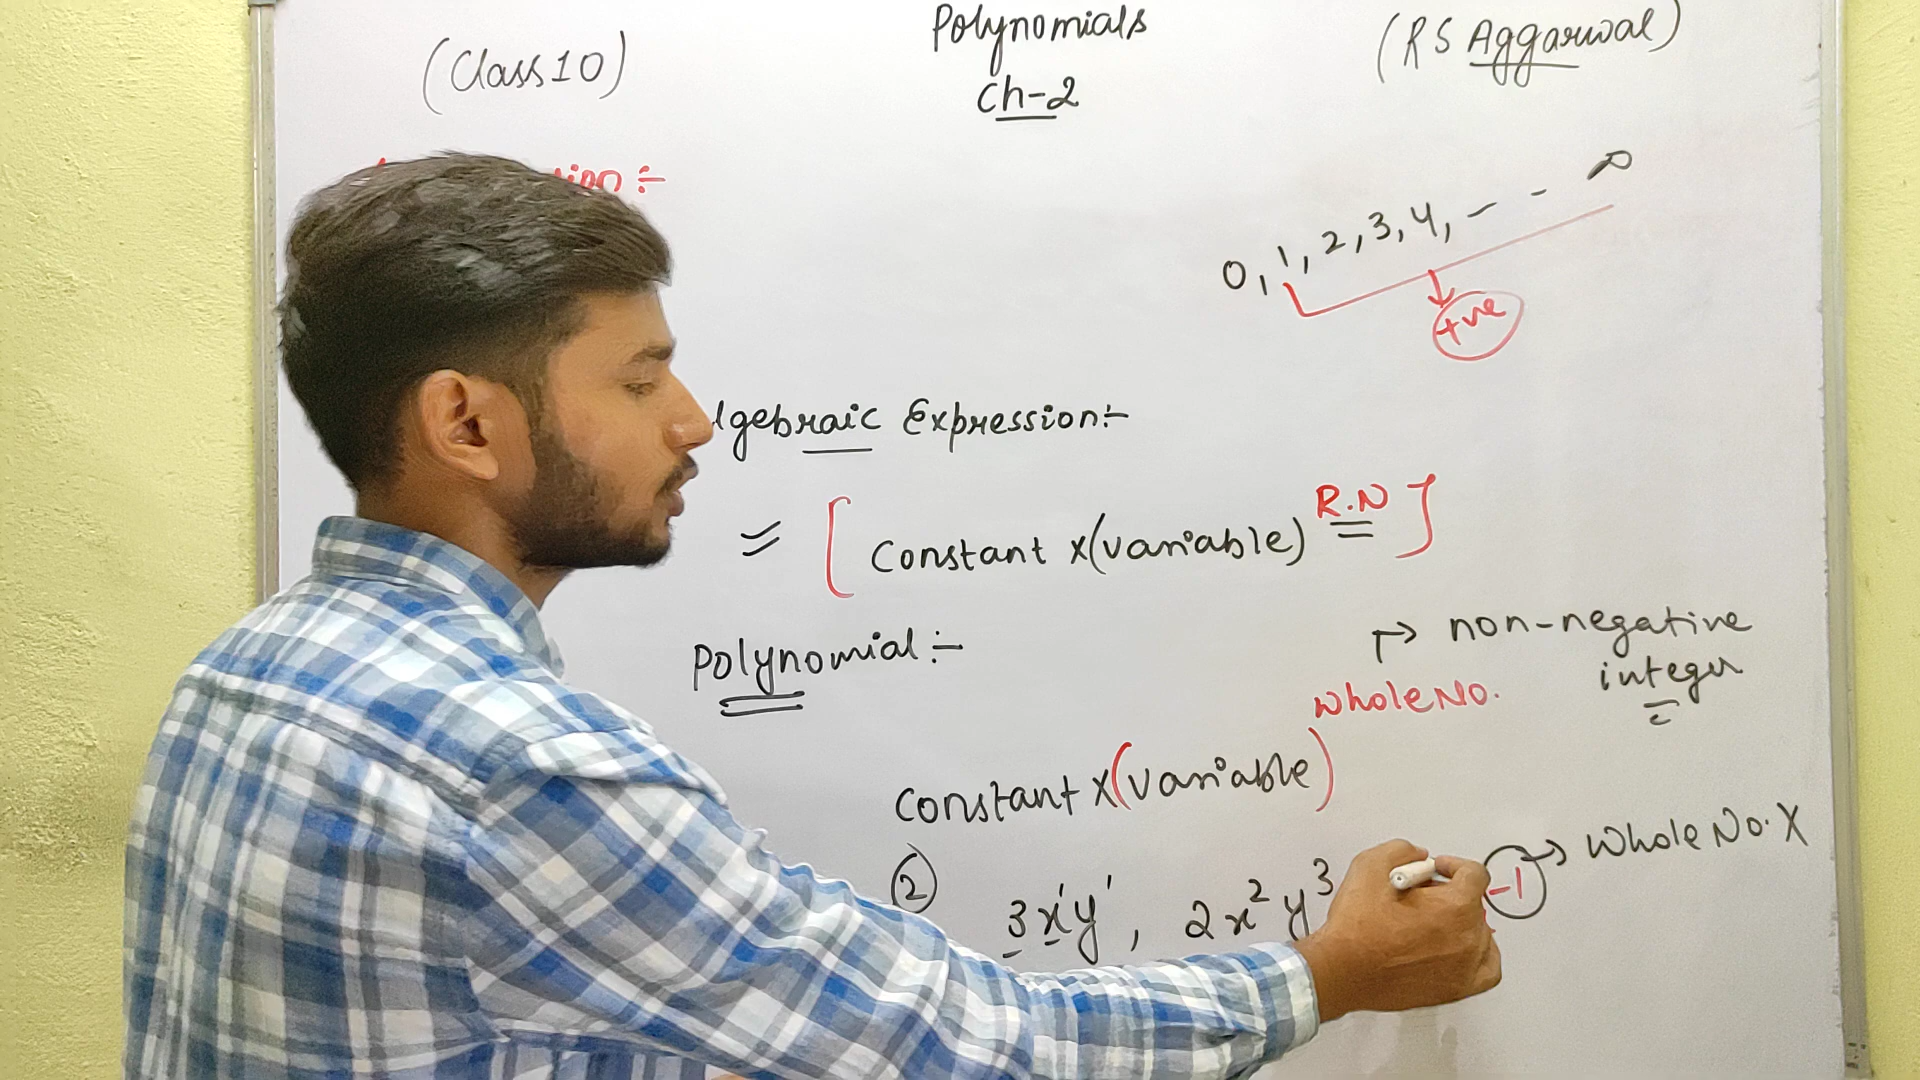 (Class 10)
Polynomials
Ch-2
(RS Aggarwal)
0, 1, 2, 3, 4, - - ∞
+ve
lgebraic Expression:-
= [Constant x(variable) R.N]
Polynomial:-
non-negative
integer
whole No.
Constant x(variable)
② 3x¹y¹, 2x²y³
-1 → Whole No. X